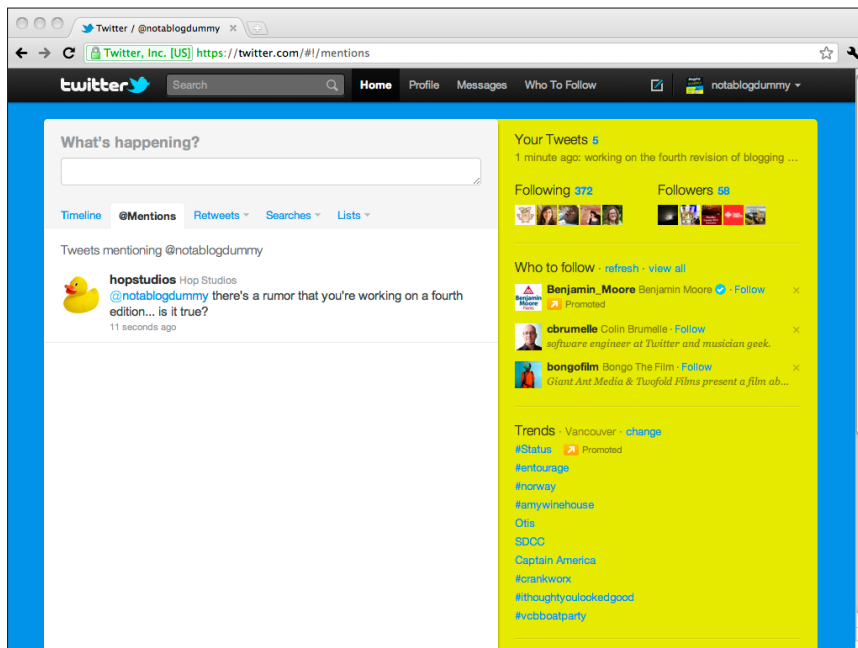 Twitter / @notablogdummy
Twitter, Inc. [US] https://twitter.com/#!/mentions
twitter Search Home Profile Messages Who To Follow notablogdummy
What's happening?
Timeline @Mentions Retweets Searches Lists
Tweets mentioning @notablogdummy
hopstudios Hop Studios
@notablogdummy there's a rumor that you're working on a fourth
edition... is it true?
11 seconds ago
Your Tweets 5
1 minute ago: working on the fourth revision of blogging ...
Following 372 Followers 58
Who to follow · refresh · view all
Benjamin Moore
Benjamin_Moore Benjamin Moore · Follow ×
Promoted
cbrumelle Colin Brumelle · Follow ×
software engineer at Twitter and musician geek.
bongofilm Bongo The Film · Follow ×
Giant Ant Media & Twofold Films present a film ab...
Trends · Vancouver · change
#Status Promoted
#entourage
#norway
#amywinehouse
Otis
SDCC
Captain America
#crankworx
#ithoughtyoulookedgood
#vcbboatparty